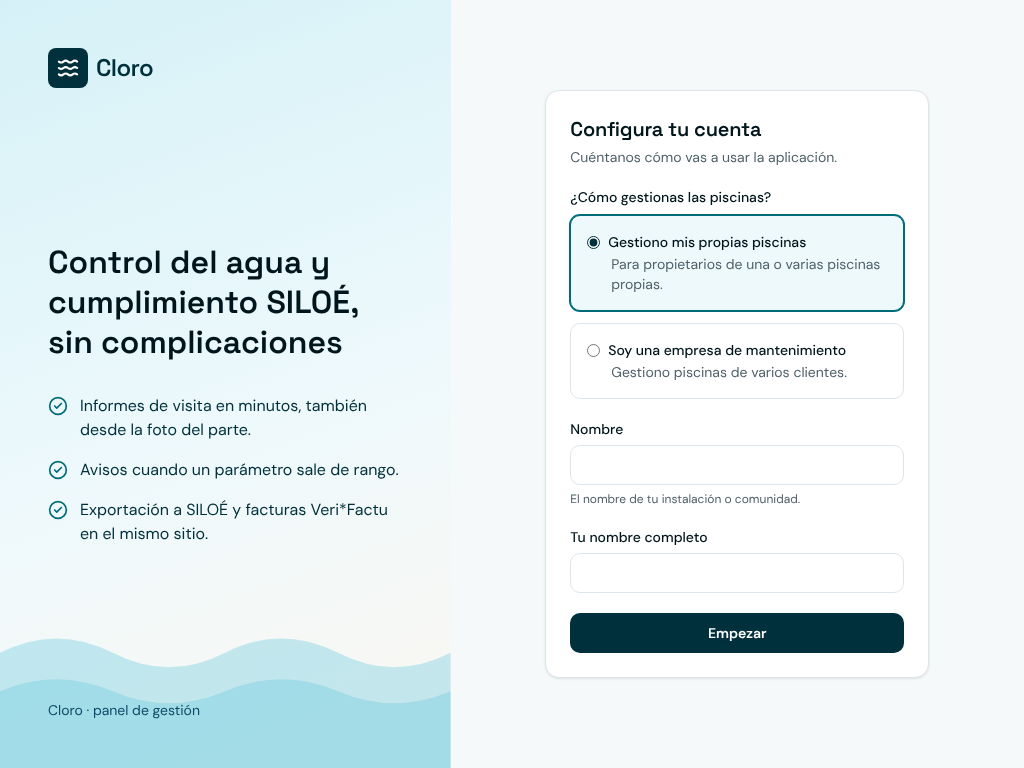 Cloro
Control del agua y
cumplimiento SILOÉ,
sin complicaciones
Informes de visita en minutos, también
desde la foto del parte.
Avisos cuando un parámetro sale de rango.
Exportación a SILOÉ y facturas Veri*Factu
en el mismo sitio.
Cloro · panel de gestión
Configura tu cuenta
Cuéntanos cómo vas a usar la aplicación.
¿Cómo gestionas las piscinas?
Gestiono mis propias piscinas
Para propietarios de una o varias piscinas
propias.
Soy una empresa de mantenimiento
Gestiono piscinas de varios clientes.
Nombre
El nombre de tu instalación o comunidad.
Tu nombre completo
Empezar